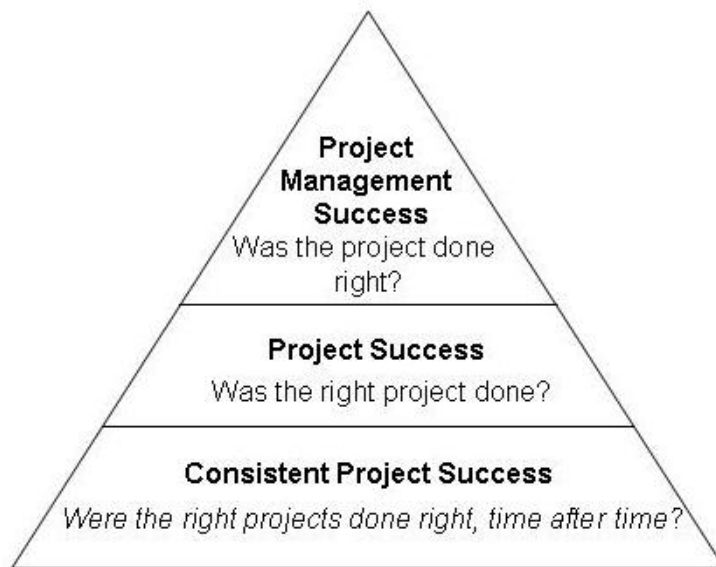 Project
Management
Success
Was the project done
right?
Project Success
Was the right project done?
Consistent Project Success
Were the right projects done right, time after time?